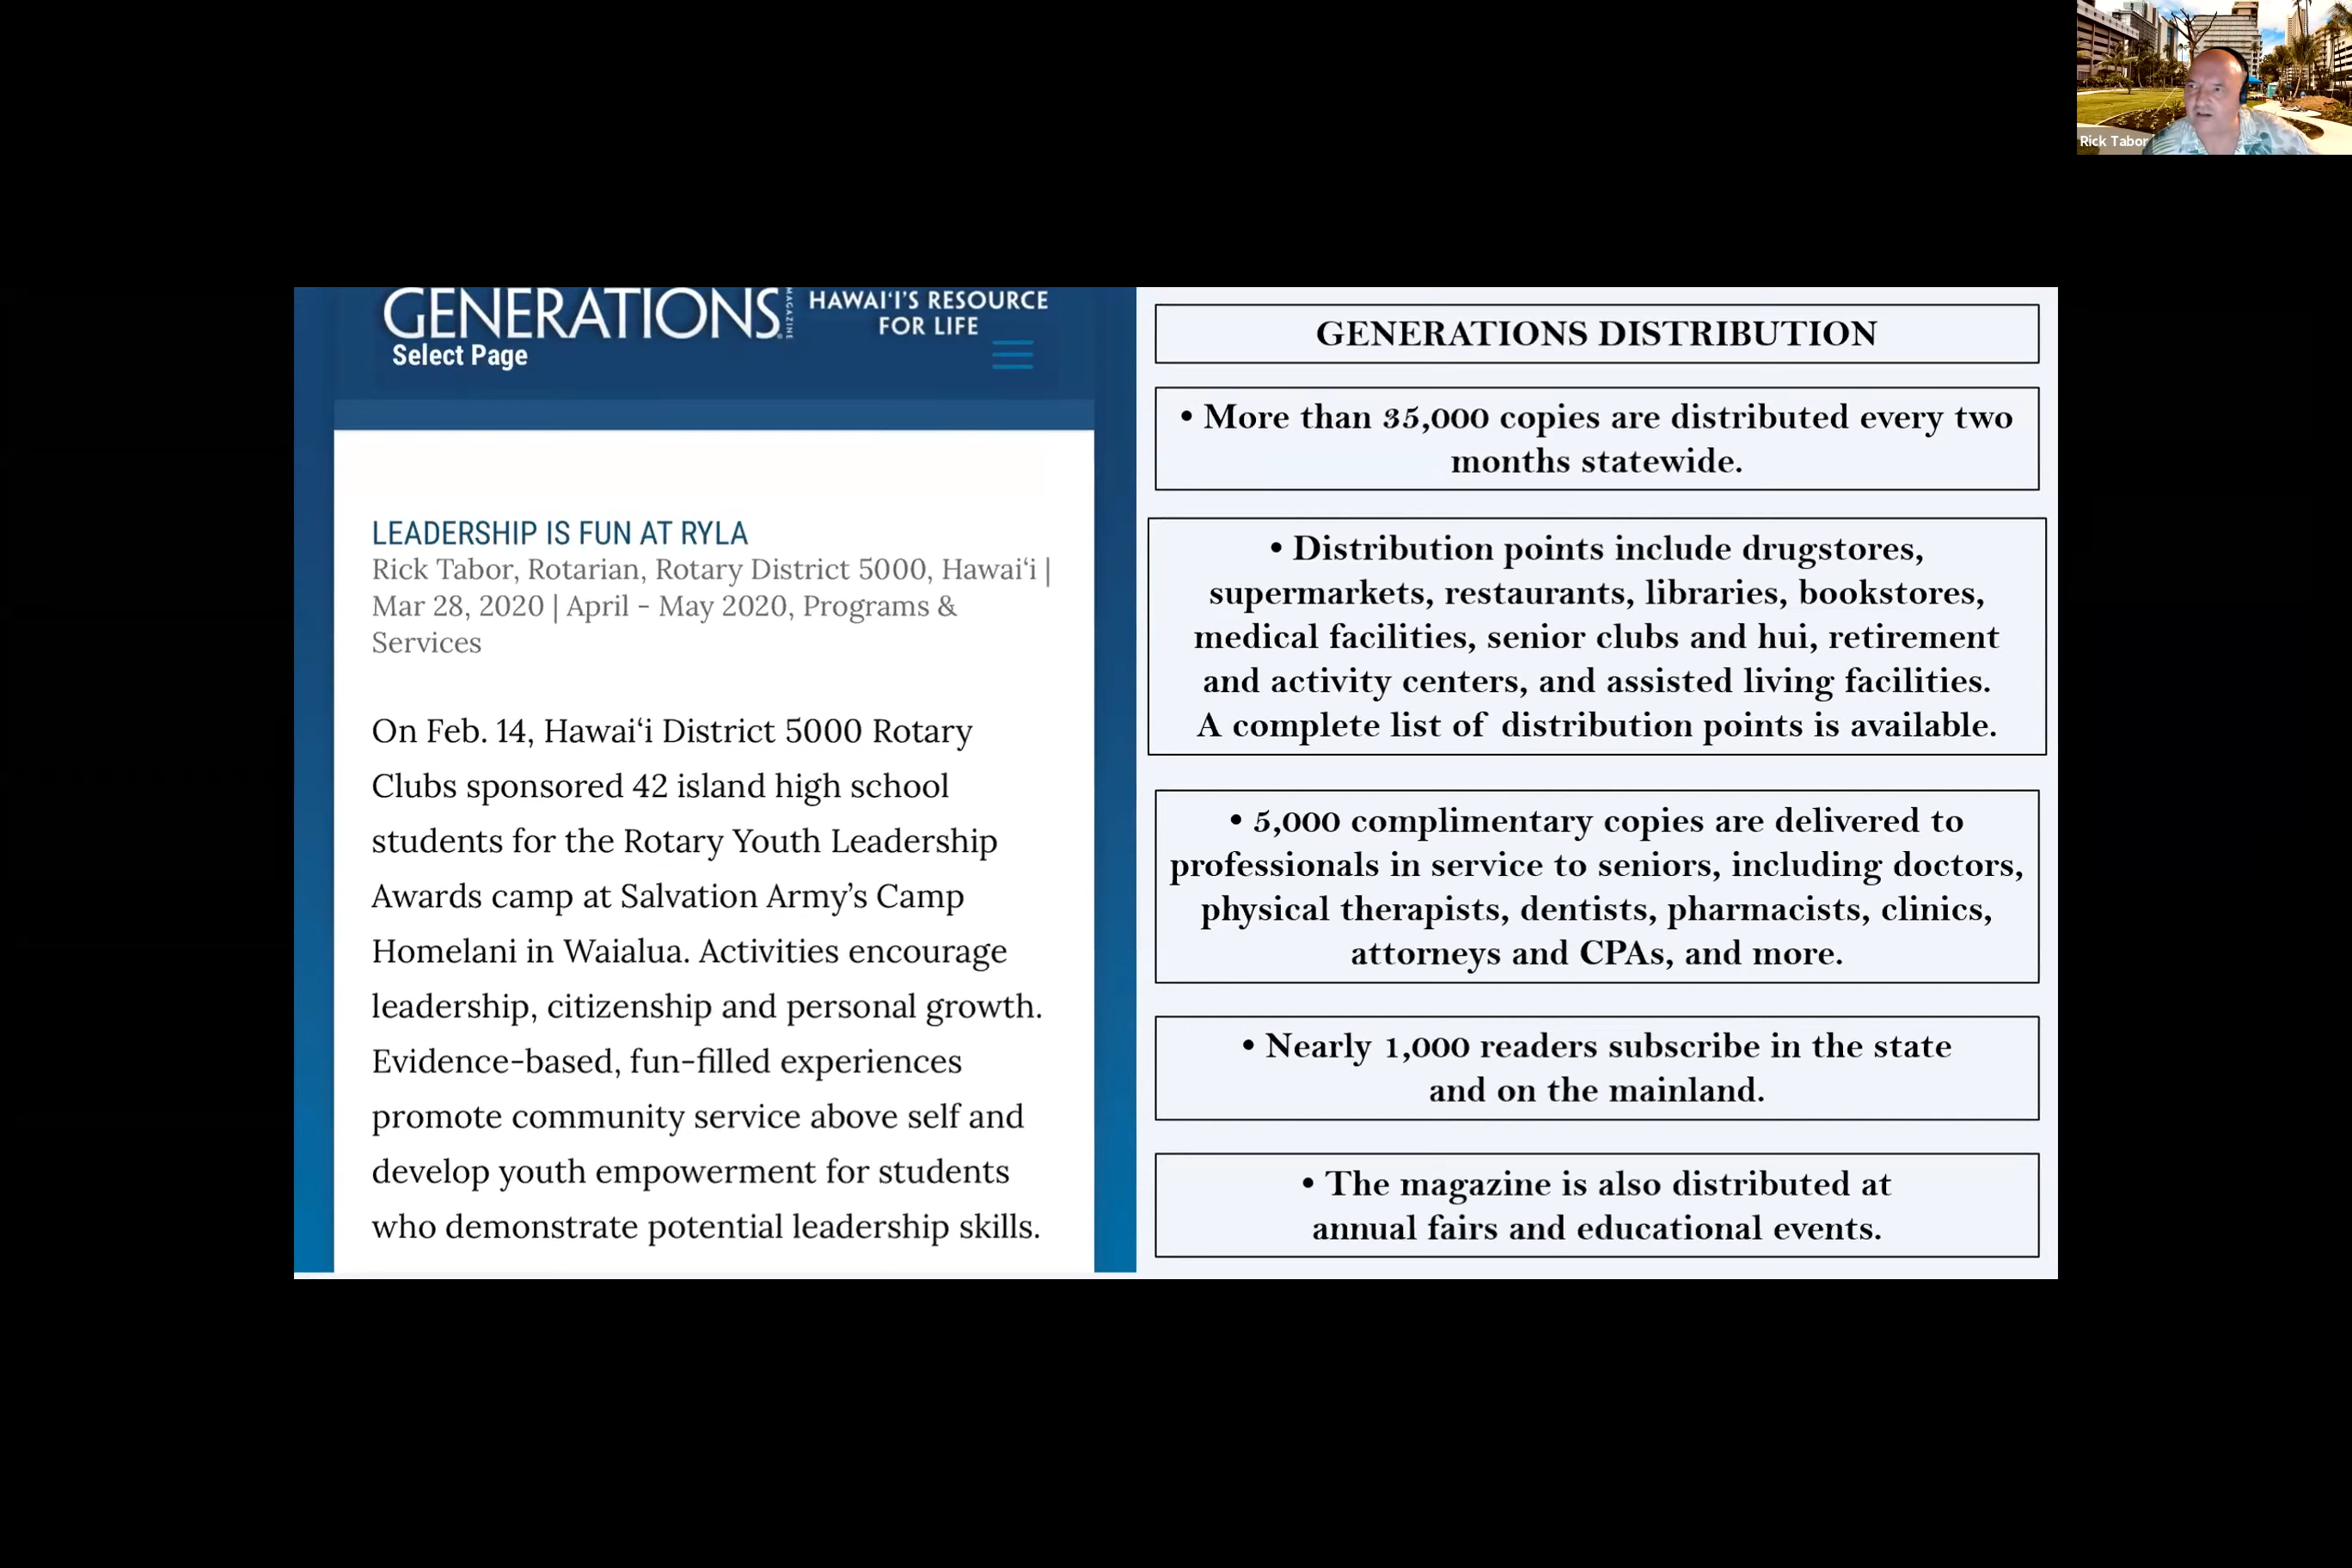 Rick Tabor
GENERATIONS
MAGAZINE
HAWAI‘I’S RESOURCE
FOR LIFE
Select Page
LEADERSHIP IS FUN AT RYLA
Rick Tabor, Rotarian, Rotary District 5000, Hawai‘i |
Mar 28, 2020 | April - May 2020, Programs &
Services
On Feb. 14, Hawai‘i District 5000 Rotary
Clubs sponsored 42 island high school
students for the Rotary Youth Leadership
Awards camp at Salvation Army’s Camp
Homelani in Waialua. Activities encourage
leadership, citizenship and personal growth.
Evidence-based, fun-filled experiences
promote community service above self and
develop youth empowerment for students
who demonstrate potential leadership skills.
GENERATIONS DISTRIBUTION
• More than 35,000 copies are distributed every two
months statewide.
• Distribution points include drugstores,
supermarkets, restaurants, libraries, bookstores,
medical facilities, senior clubs and hui, retirement
and activity centers, and assisted living facilities.
A complete list of distribution points is available.
• 5,000 complimentary copies are delivered to
professionals in service to seniors, including doctors,
physical therapists, dentists, pharmacists, clinics,
attorneys and CPAs, and more.
• Nearly 1,000 readers subscribe in the state
and on the mainland.
• The magazine is also distributed at
annual fairs and educational events.